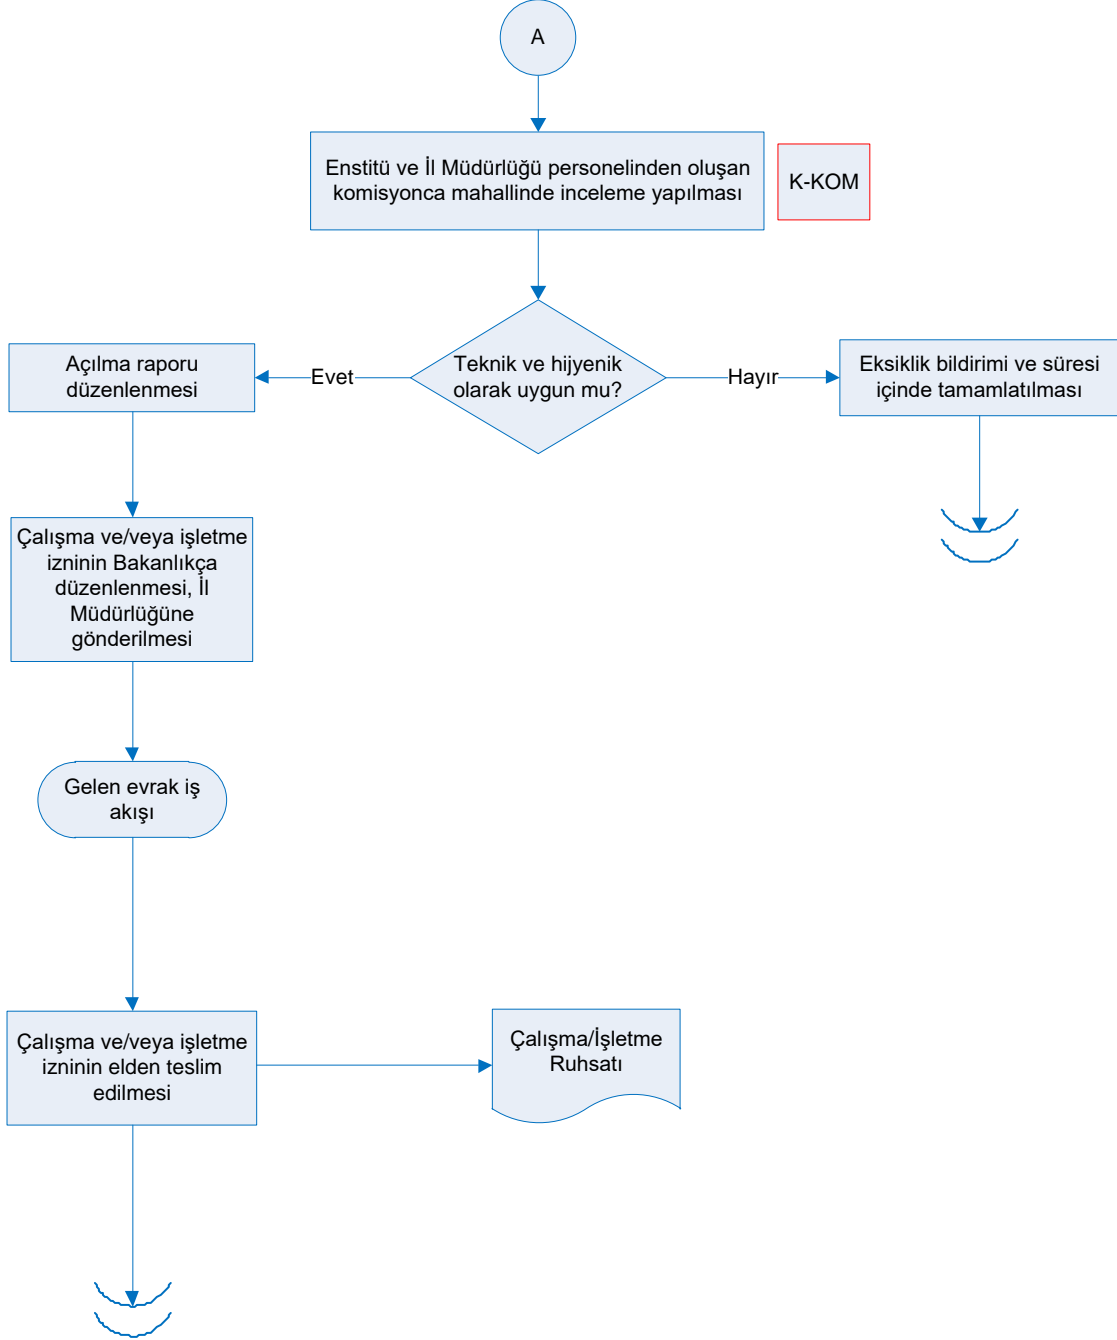 A
Enstitü ve İl Müdürlüğü personelinden oluşan
komisyonca mahallinde inceleme yapılması
K-KOM
Teknik ve hijyenik
olarak uygun mu?
Evet
Hayır
Açılma raporu
düzenlenmesi
Eksiklik bildirimi ve süresi
içinde tamamlatılması
Çalışma ve/veya işletme
izninin Bakanlıkça
düzenlenmesi, İl
Müdürlüğüne
gönderilmesi
Gelen evrak iş
akışı
Çalışma ve/veya işletme
izninin elden teslim
edilmesi
Çalışma/İşletme
Ruhsatı